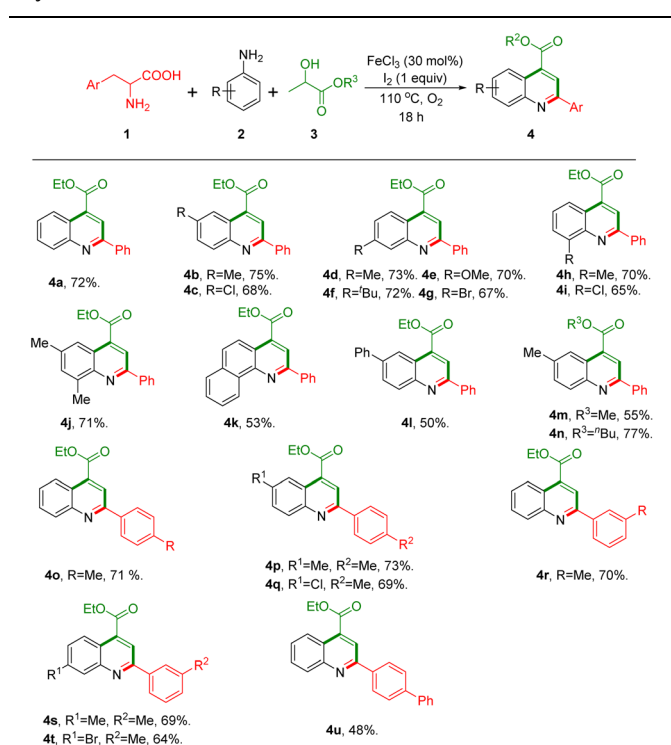 NH₂
R²O O
FeCl₃ (30 mol%)
Ar COOH + R + OH OR³ I₂ (1 equiv) R
NH₂ O 110 °C, O₂ N Ar
18 h
1 2 3 4
EtO O EtO O EtO O EtO O
R R R
N Ph N Ph N Ph N Ph
4a, 72%. 4b, R=Me, 75% 4d, R=Me, 73% 4e, R=OMe, 70% 4h, R=Me, 70%.
4c, R=Cl, 68%. 4f, R=ᵗBu, 72% 4g, R=Br, 67%. 4i, R=Cl, 65%.
EtO O EtO O EtO O R³O O
Me Ph Me
N Ph N Ph N Ph N Ph
Me
4j, 71%. 4k, 53%. 4l, 50%. 4m, R³=Me, 55%.
4n, R³=ⁿBu, 77%.
EtO O EtO O EtO O
R¹ R
N R N R² N
4o, R=Me, 71 %. 4p, R¹=Me, R²=Me, 73%. 4r, R=Me, 70%.
4q, R¹=Cl, R²=Me, 69%.
EtO O EtO O
R¹ N R² N Ph
4s, R¹=Me, R²=Me, 69%. 4u, 48%.
4t, R¹=Br, R²=Me, 64%.